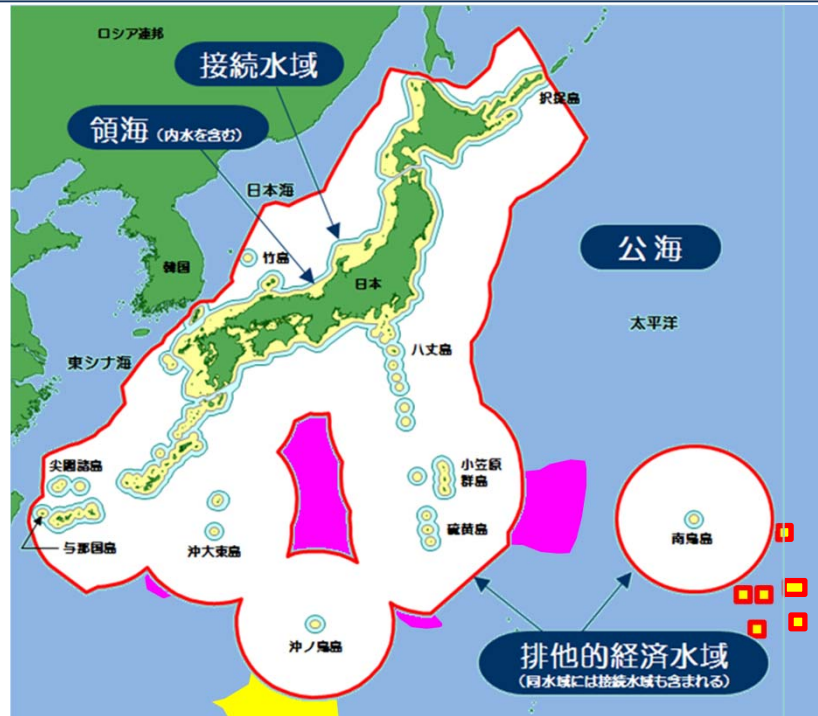 ロシア連邦
接続水域
択捉島
領海（内水を含む）
日本海
公海
竹島
韓国
日本
太平洋
東シナ海
八丈島
尖閣諸島
小笠原
群島
硫黄島
南鳥島
与那国島
沖大東島
沖ノ鳥島
排他的経済水域
（同水域には接続水域も含まれる）